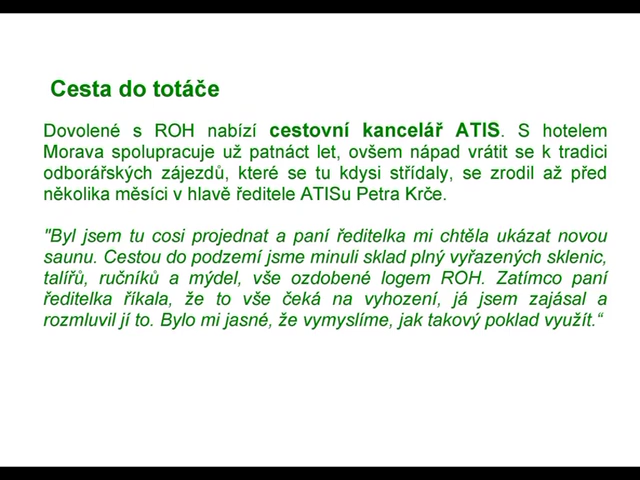 Cesta do totáče
Dovolené s ROH nabízí cestovní kancelář ATIS. S hotelem
Morava spolupracuje už patnáct let, ovšem nápad vrátit se k tradici
odborářských zájezdů, které se tu kdysi střídaly, se zrodil až před
několika měsíci v hlavě ředitele ATISu Petra Krče.
"Byl jsem tu cosi projednat a paní ředitelka mi chtěla ukázat novou
saunu. Cestou do podzemí jsme minuli sklad plný vyřazených sklenic,
talířů, ručníků a mýdel, vše ozdobené logem ROH. Zatímco paní
ředitelka říkala, že to vše čeká na vyhození, já jsem zajásal a
rozmluvil jí to. Bylo mi jasné, že vymyslíme, jak takový poklad využít.“